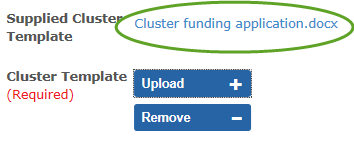 Supplied Cluster Cluster funding application.docx
Template
Cluster Template Upload +
(Required)
Remove −